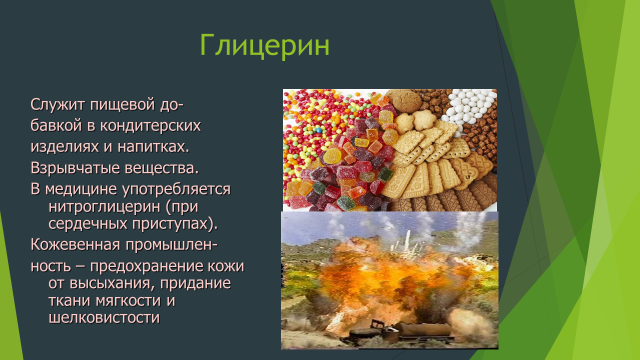 Глицерин
Служит пищевой до-
бавкой в кондитерских
изделиях и напитках.
Взрывчатые вещества.
В медицине употребляется
нитроглицерин (при
сердечных приступах).
Кожевенная промышлен-
ность – предохранение кожи
от высыхания, придание
ткани мягкости и
шелковистости